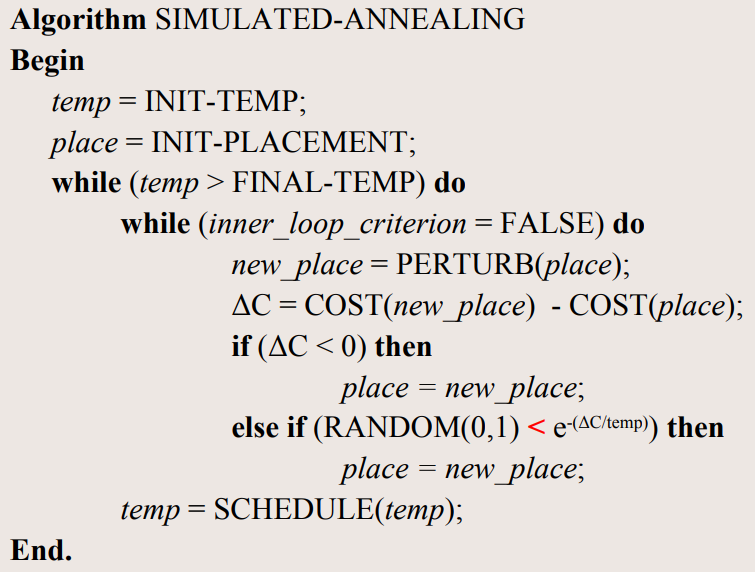 Algorithm SIMULATED-ANNEALING
Begin
temp = INIT-TEMP;
place = INIT-PLACEMENT;
while (temp > FINAL-TEMP) do
while (inner_loop_criterion = FALSE) do
new_place = PERTURB(place);
ΔC = COST(new_place) - COST(place);
if (ΔC < 0) then
place = new_place;
else if (RANDOM(0,1) < e-(ΔC/temp)) then
place = new_place;
temp = SCHEDULE(temp);
End.